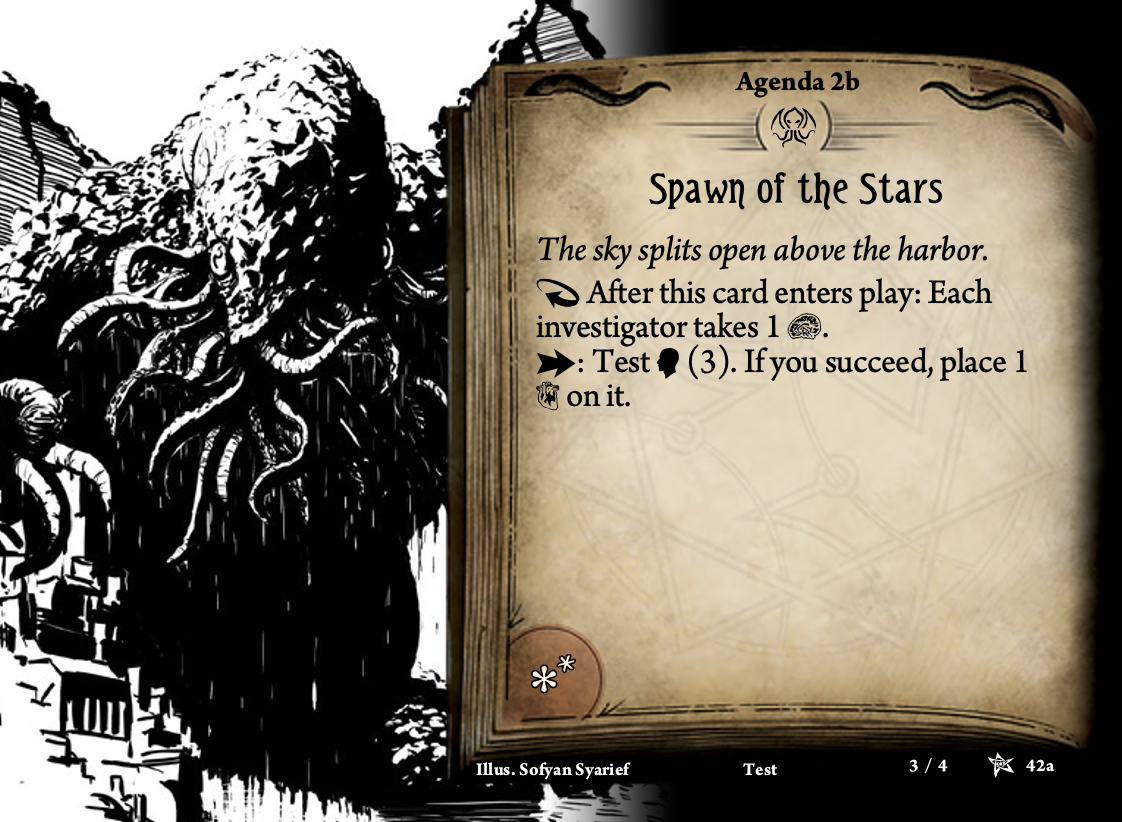 Agenda 2b
Spawn of the Stars
The sky splits open above the harbor.
After this card enters play: Each
investigator takes 1 .
: Test (3). If you succeed, place 1
on it.
**
Illus. Sofyan Syarief
Test
3 / 4
42a